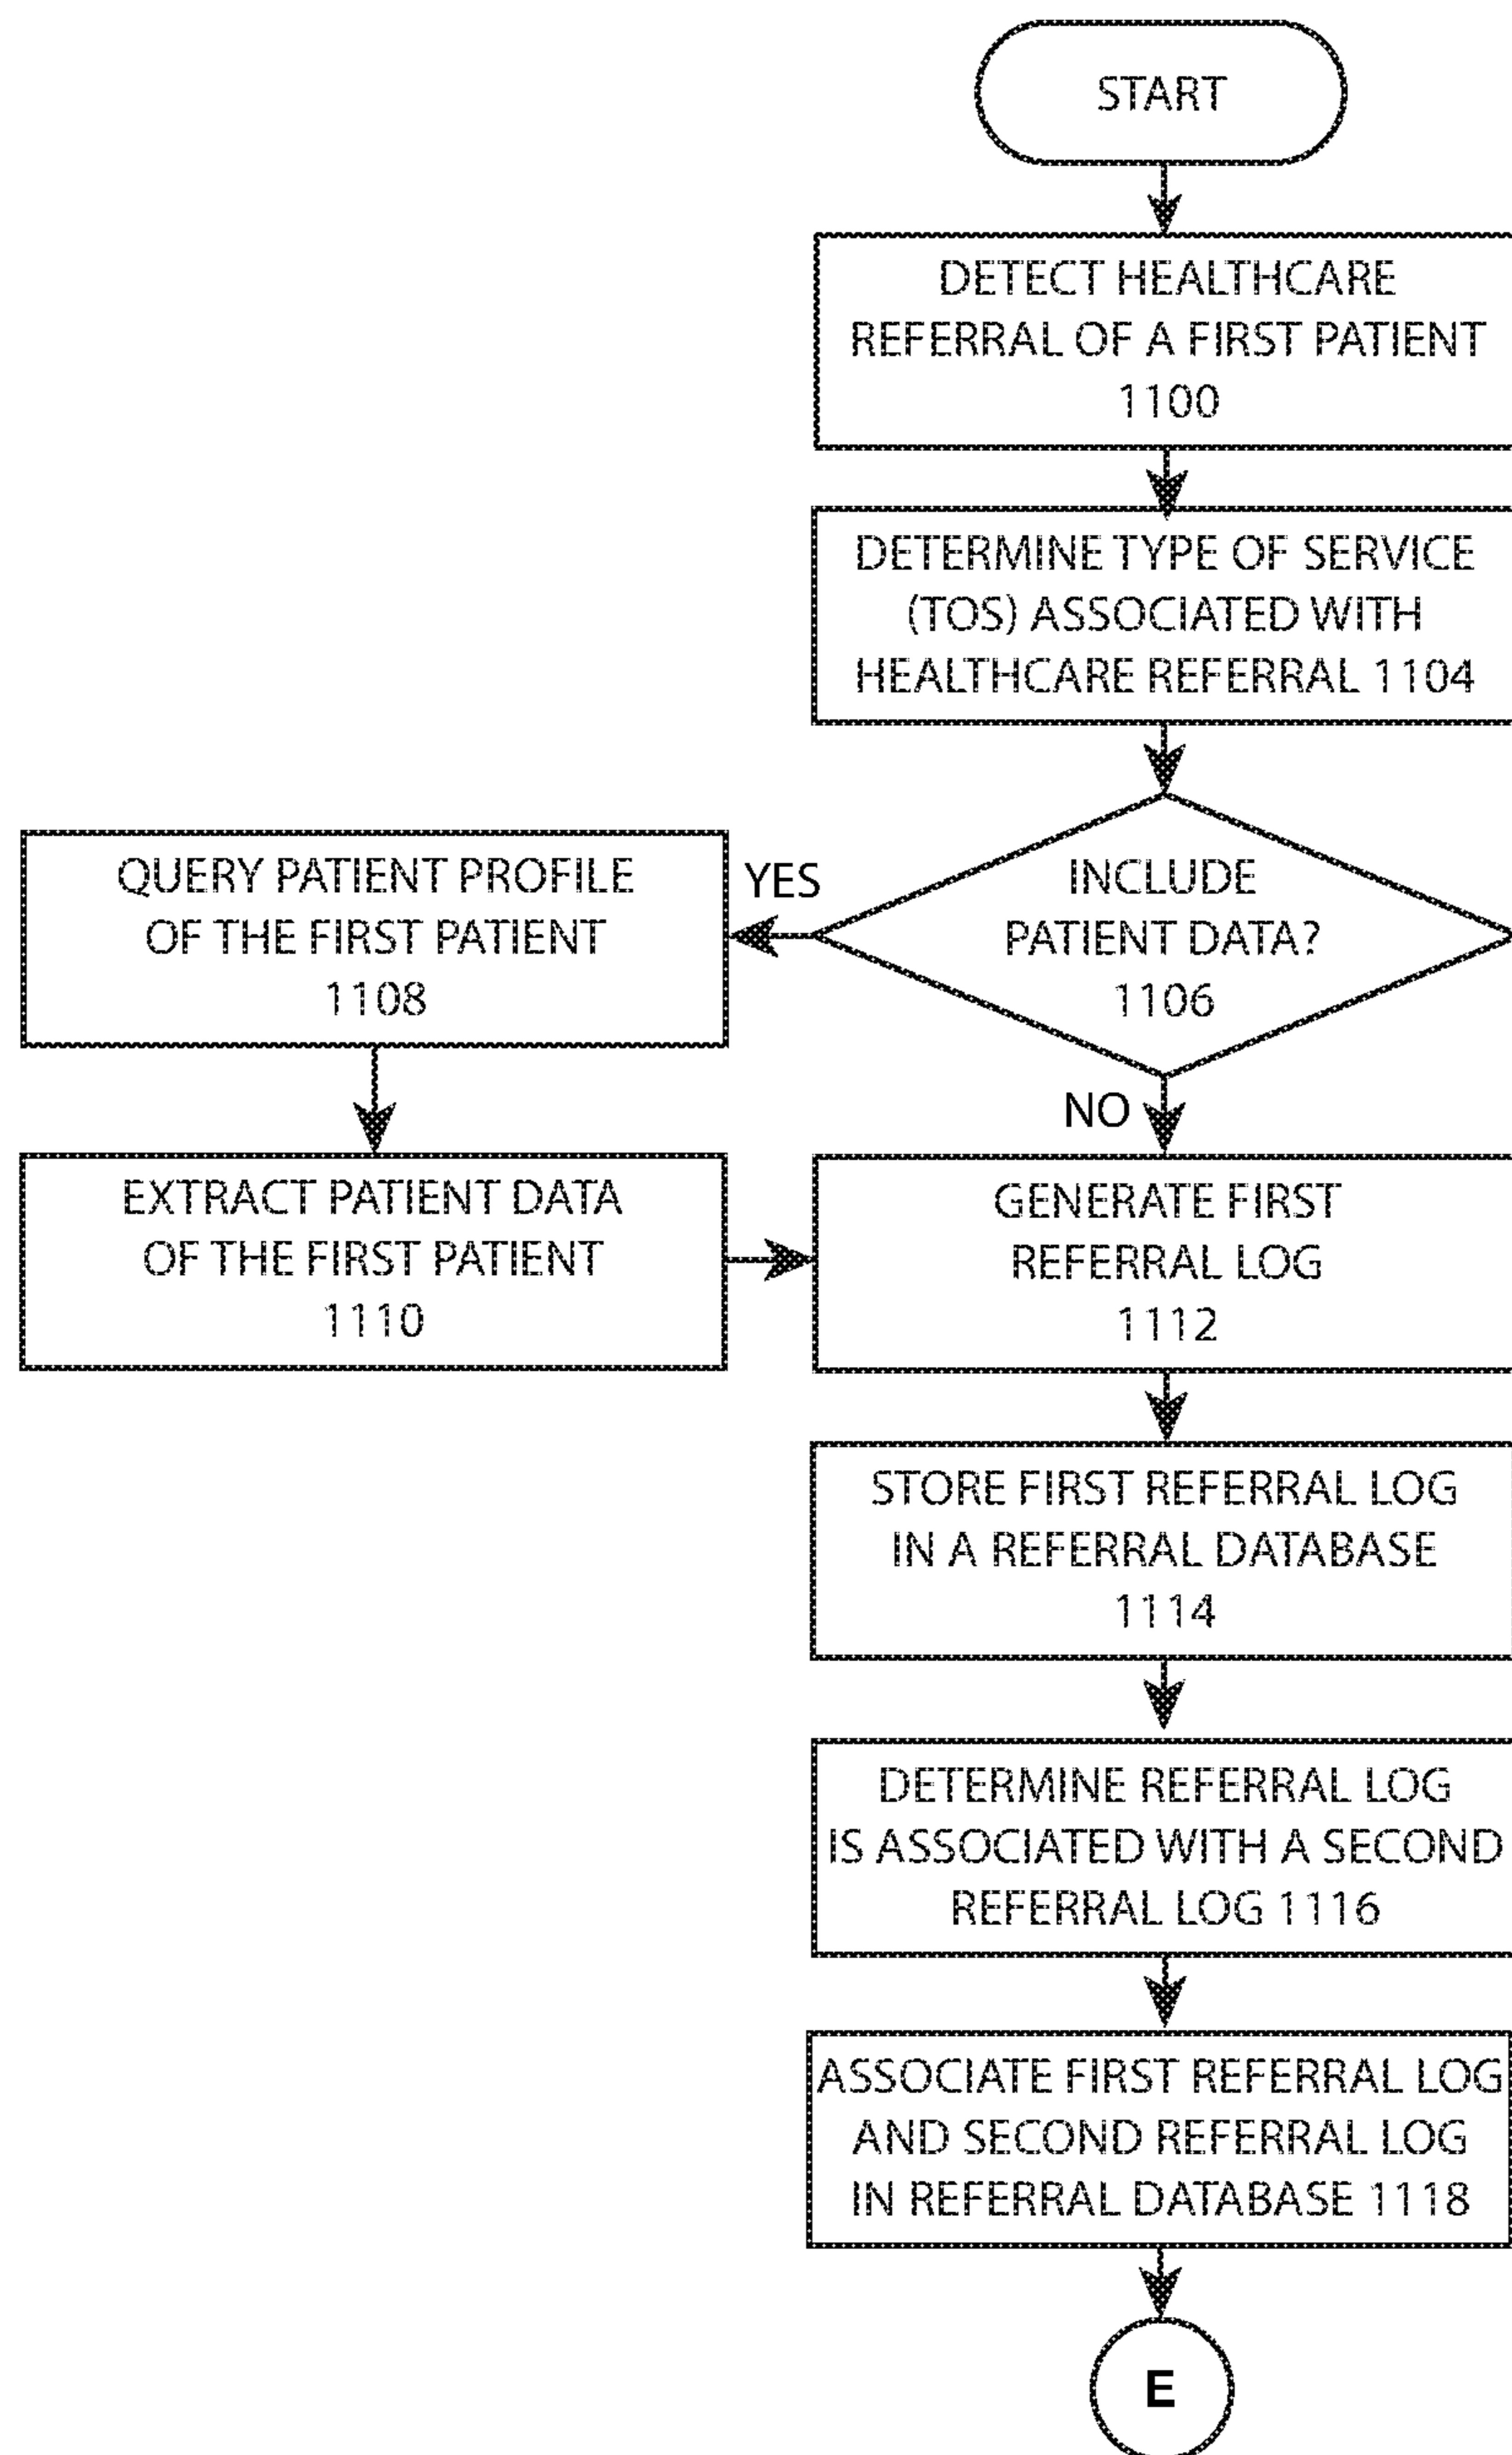 START
DETECT HEALTHCARE
REFERRAL OF A FIRST PATIENT
1100
DETERMINE TYPE OF SERVICE
(TOS) ASSOCIATED WITH
HEALTHCARE REFERRAL 1104
INCLUDE
PATIENT DATA?
1106
YES
QUERY PATIENT PROFILE
OF THE FIRST PATIENT
1108
NO
EXTRACT PATIENT DATA
OF THE FIRST PATIENT
1110
GENERATE FIRST
REFERRAL LOG
1112
STORE FIRST REFERRAL LOG
IN A REFERRAL DATABASE
1114
DETERMINE REFERRAL LOG
IS ASSOCIATED WITH A SECOND
REFERRAL LOG 1116
ASSOCIATE FIRST REFERRAL LOG
AND SECOND REFERRAL LOG
IN REFERRAL DATABASE 1118
E